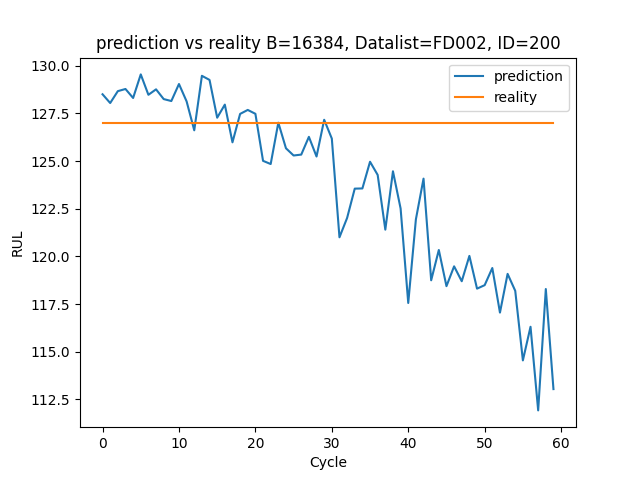 prediction vs reality B=16384, Datalist=FD002, ID=200
130.0
127.5
125.0
122.5
120.0
117.5
115.0
112.5
RUL
prediction
reality
0 10 20 30 40 50 60
Cycle